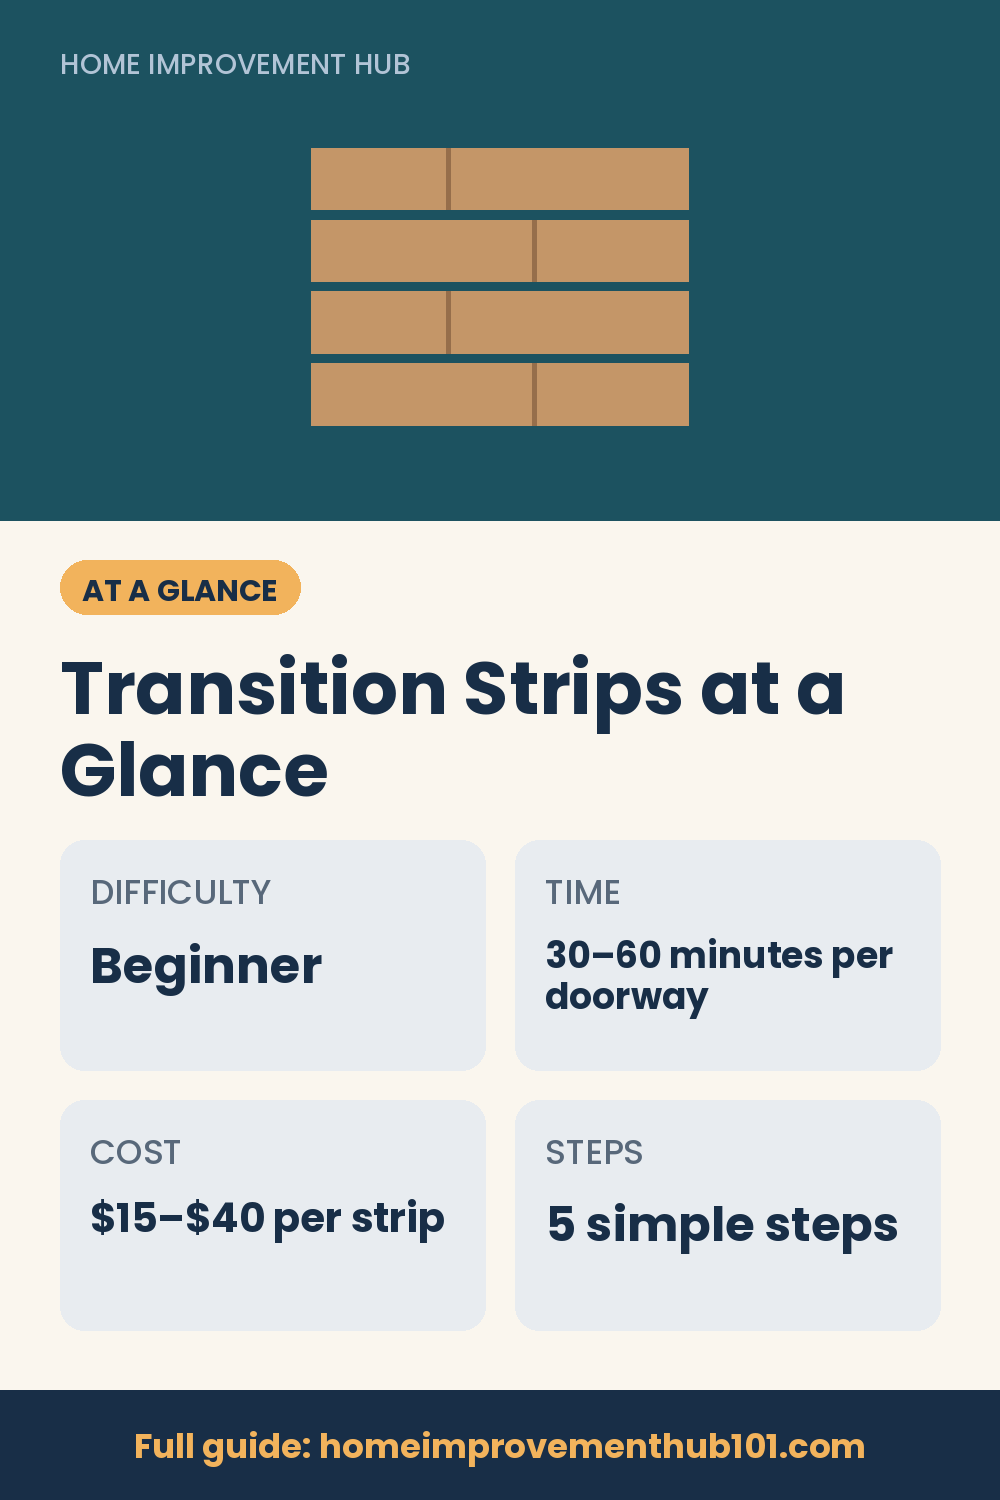 HOME IMPROVEMENT HUB
AT A GLANCE
Transition Strips at a
Glance
DIFFICULTY
Beginner
TIME
30–60 minutes per
doorway
COST
$15–$40 per strip
STEPS
5 simple steps
Full guide: homeimprovementhub101.com